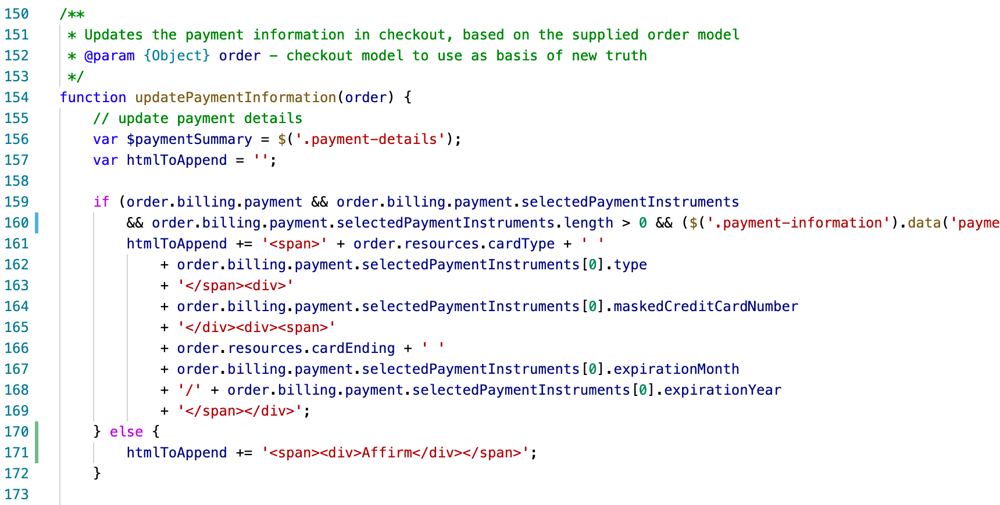 150 /**
151 * Updates the payment information in checkout, based on the supplied order model
152 * @param {Object} order - checkout model to use as basis of new truth
153 */
154 function updatePaymentInformation(order) {
155 // update payment details
156 var $paymentSummary = $('.payment-details');
157 var htmlToAppend = '';
158
159 if (order.billing.payment && order.billing.payment.selectedPaymentInstruments
160 && order.billing.payment.selectedPaymentInstruments.length > 0 && ($('.payment-information').data('payme
161 htmlToAppend += '<span>' + order.resources.cardType + ' '
162 + order.billing.payment.selectedPaymentInstruments[0].type
163 + '</span><div>'
164 + order.billing.payment.selectedPaymentInstruments[0].maskedCreditCardNumber
165 + '</div><div><span>'
166 + order.resources.cardEnding + ' '
167 + order.billing.payment.selectedPaymentInstruments[0].expirationMonth
168 + '/' + order.billing.payment.selectedPaymentInstruments[0].expirationYear
169 + '</span></div>';
170 } else {
171 htmlToAppend += '<span><div>Affirm</div></span>';
172 }
173